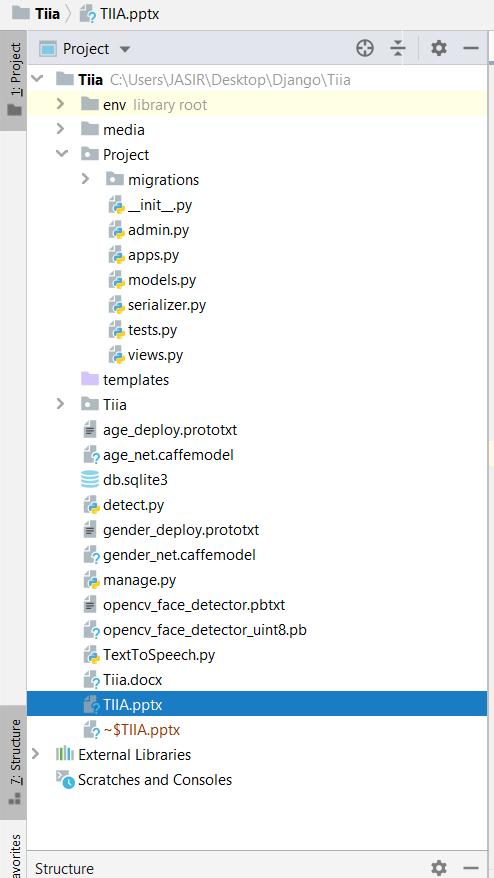 Tiia TIIA.pptx
1: Project
Project
Tiia C:\Users\JASIR\Desktop\Django\Tiia
env library root
media
Project
migrations
__init__.py
admin.py
apps.py
models.py
serializer.py
tests.py
views.py
templates
Tiia
age_deploy.prototxt
age_net.caffemodel
db.sqlite3
detect.py
gender_deploy.prototxt
gender_net.caffemodel
manage.py
opencv_face_detector.pbtxt
opencv_face_detector_uint8.pb
TextToSpeech.py
Tiia.docx
TIIA.pptx
~$TIIA.pptx
External Libraries
Scratches and Consoles
7: Structure
avorites
Structure